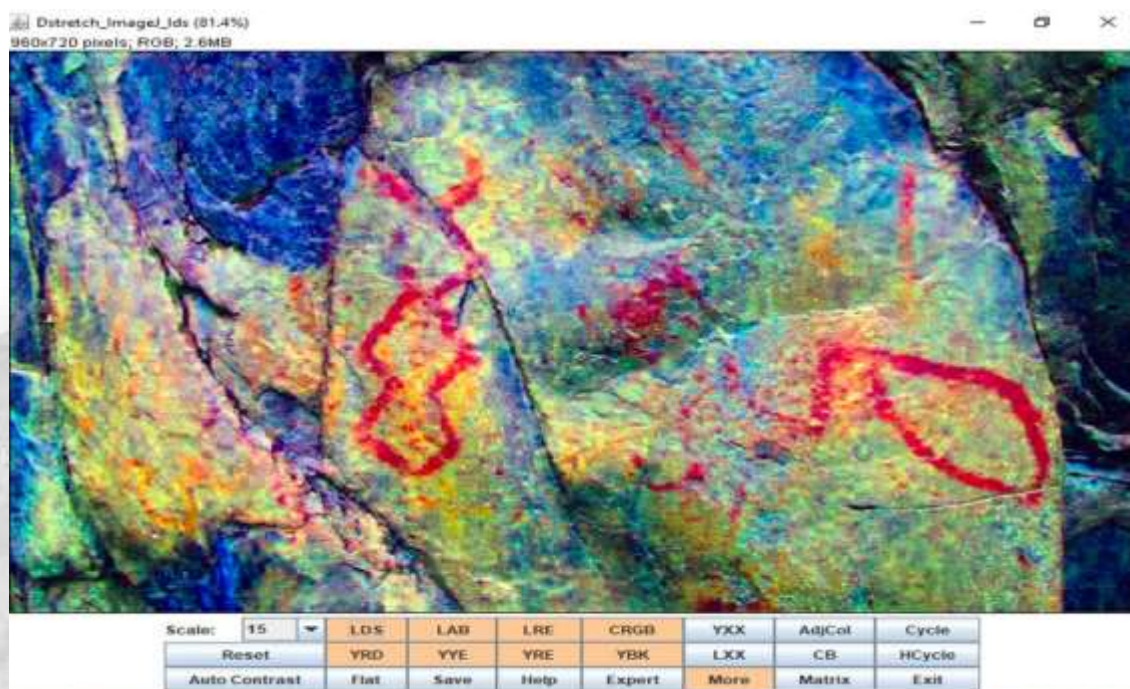 Dstretch_ImageJ_lds (81.4%)
960x720 pixels; RGB; 2.6MB
Scale: 15 LDS LAB LRE CRGB YXX AdjCol Cycle
Reset YRD YYE YRE YBK LXX CB HCycle
Auto Contrast Flat Save Help Expert More Matrix Exit